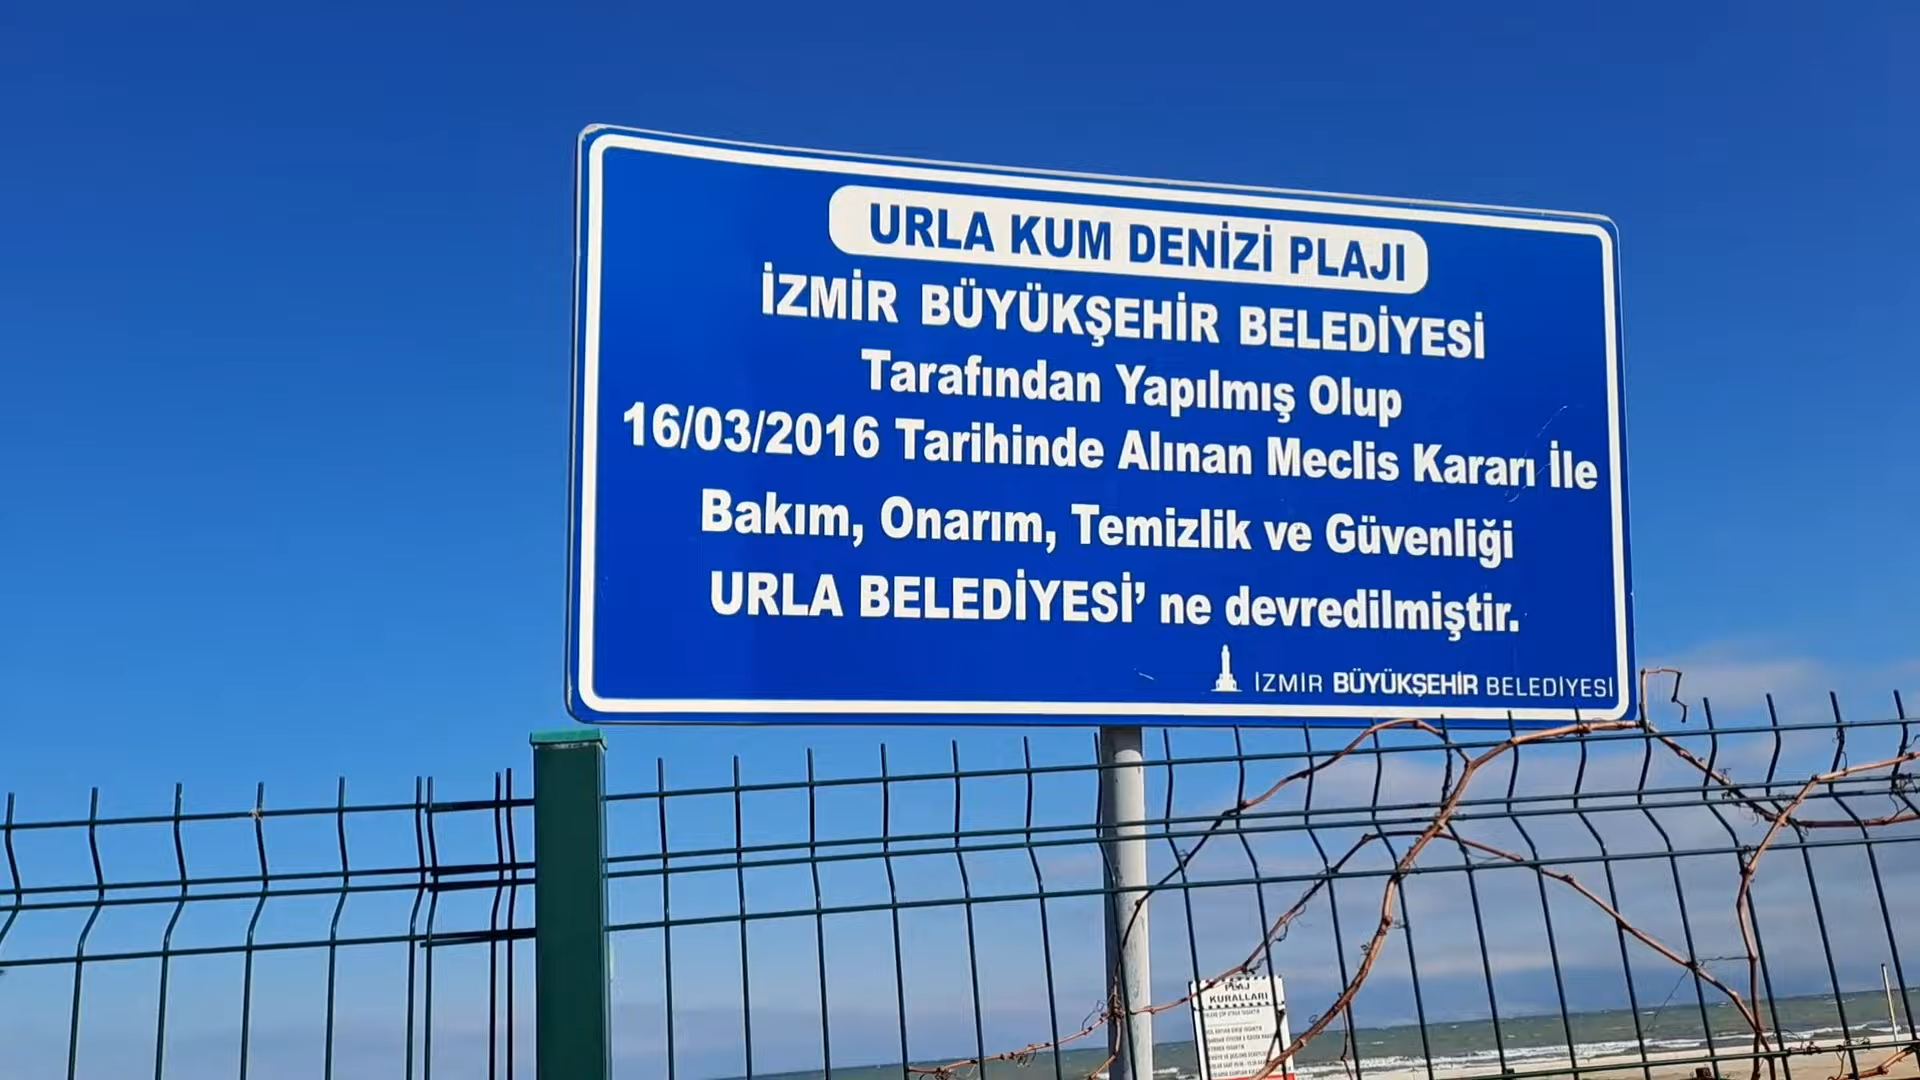 URLA KUM DENİZİ PLAJI
İZMİR BÜYÜKŞEHİR BELEDİYESİ
Tarafından Yapılmış Olup
16/03/2016 Tarihinde Alınan Meclis Kararı İle
Bakım, Onarım, Temizlik ve Güvenliği
URLA BELEDİYESİ' ne devredilmiştir.
İZMİR BÜYÜKŞEHİR BELEDİYESİ
PLAJ
KURALLARI